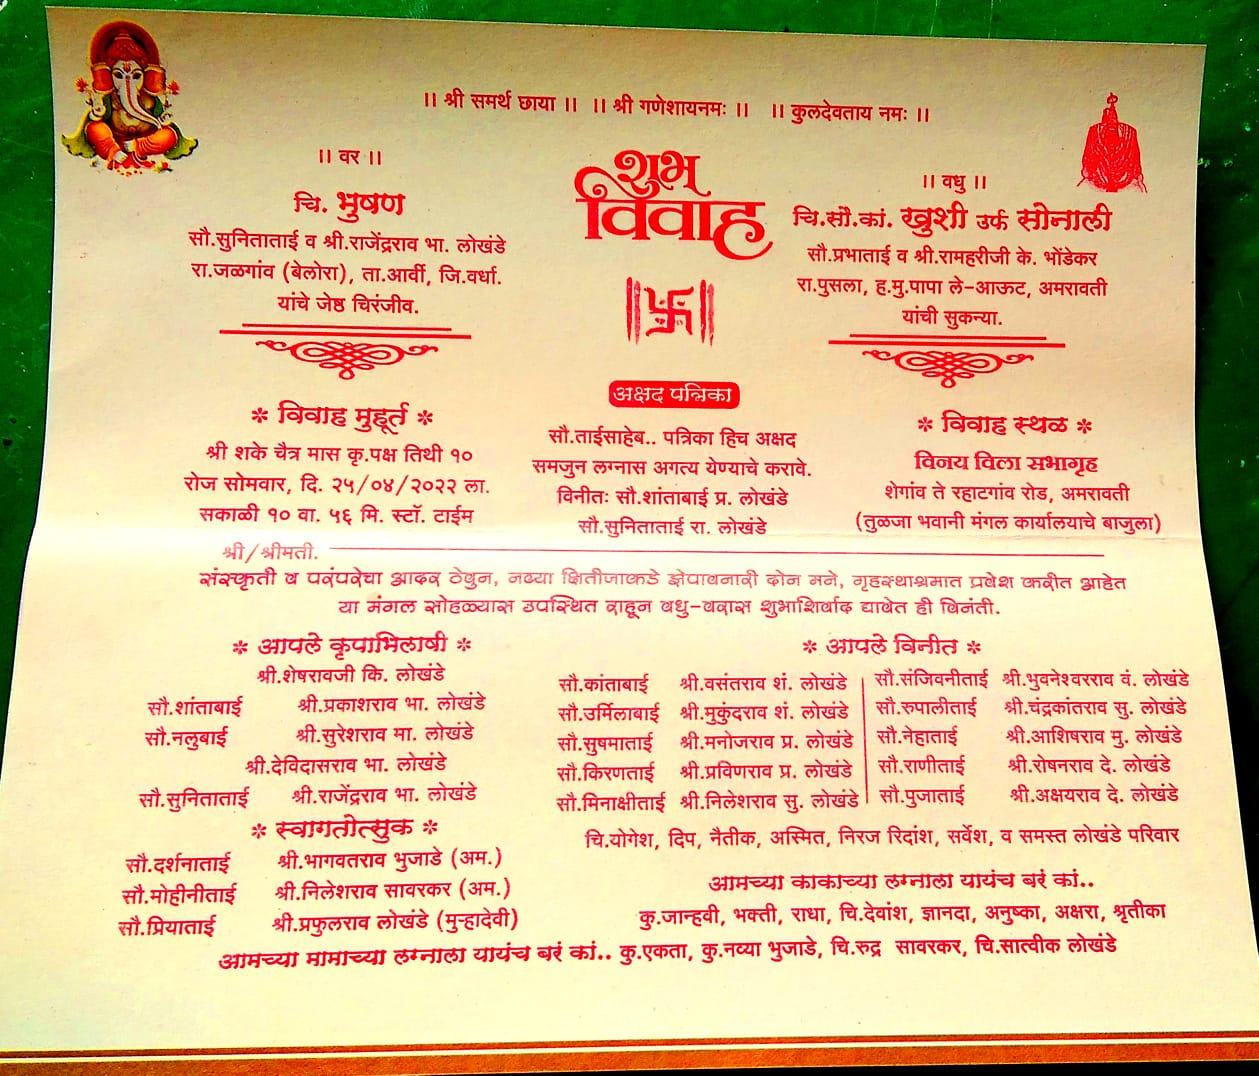 ।। श्री समर्थ छाया ।। ।। श्री गणेशायनमः ।। ।। कुलदेवताय नमः ।।
।। वर ।।
चि. भुषण
सौ.सुनिताताई व श्री.राजेंद्रराव भा. लोखंडे
रा.जळगांव (बेलोरा), ता.आर्वी, जि.वर्धा.
यांचे जेष्ठ चिरंजीव.
शुभ
विवाह
।। वधु ।।
चि.सौ.कां. खुशी उर्फ सोनाली
सौ.प्रभाताई व श्री.रामहरीजी के. भोंडेकर
रा.पुसला, ह.मु.पापा ले-आऊट, अमरावती
यांची सुकन्या.
* विवाह मुहूर्त *
श्री शके चैत्र मास कृ.पक्ष तिथी १०
रोज सोमवार, दि. २५/०४/२०२२ ला.
सकाळी १० वा. ५६ मि. स्टॉ. टाईम
अक्षद पत्रिका
सौ.ताईसाहेब.. पत्रिका हिच अक्षद
समजुन लग्नास अगत्य येण्याचे करावे.
विनीतः सौ.शांताबाई प्र. लोखंडे
सौ.सुनिताताई रा. लोखंडे
* विवाह स्थळ *
विनय विला सभागृह
शेगांव ते रहाटगांव रोड, अमरावती
(तुळजा भवानी मंगल कार्यालयाचे बाजुला)
श्री/श्रीमती.
संस्कृती व परंपरेचा आदर ठेवुन, नव्या क्षितीजाकडे झेपावनारी दोन मने, गृहस्थाश्रमात प्रवेश करीत आहेत
या मंगल सोहळ्यास उपस्थित राहून वधु-वरास शुभाशिर्वाद द्यावेत ही विनंती.
* आपले कृपाभिलाषी *
श्री.शेषरावजी कि. लोखंडे
सौ.शांताबाई श्री.प्रकाशराव भा. लोखंडे
सौ.नलुबाई श्री.सुरेशराव मा. लोखंडे
श्री.देविदासराव भा. लोखंडे
सौ.सुनिताताई श्री.राजेंद्रराव भा. लोखंडे
* स्वागतोत्सुक *
सौ.दर्शनाताई श्री.भागवतराव भुजाडे (अम.)
सौ.मोहीनीताई श्री.निलेशराव सावरकर (अम.)
सौ.प्रियाताई श्री.प्रफुलराव लोखंडे (मुऱ्हादेवी)
* आपले विनीत *
सौ.कांताबाई श्री.वसंतराव शं. लोखंडे
सौ.उर्मिलाबाई श्री.मुकुंदराव शं. लोखंडे
सौ.सुषमाताई श्री.मनोजराव प्र. लोखंडे
सौ.किरणताई श्री.प्रविणराव प्र. लोखंडे
सौ.मिनाक्षीताई श्री.निलेशराव सु. लोखंडे
सौ.संजिवनीताई श्री.भुवनेश्वरराव वं. लोखंडे
सौ.रुपालीताई श्री.चंद्रकांतराव सु. लोखंडे
सौ.नेहाताई श्री.आशिषराव मु. लोखंडे
सौ.राणीताई श्री.रोषनराव दे. लोखंडे
सौ.पुजाताई श्री.अक्षयराव दे. लोखंडे
चि.योगेश, दिप, नैतीक, अस्मित, निरज रिदांश, सर्वेश, व समस्त लोखंडे परिवार
आमच्या काकाच्या लग्नाला यायंच बरं कां..
कु.जान्हवी, भक्ती, राधा, चि.देवांश, ज्ञानदा, अनुष्का, अक्षरा, श्रृतीका
आमच्या मामाच्या लग्नाला यायंच बरं कां.. कु.एकता, कु.नव्या भुजाडे, चि.रुद्र सावरकर, चि.सात्वीक लोखंडे